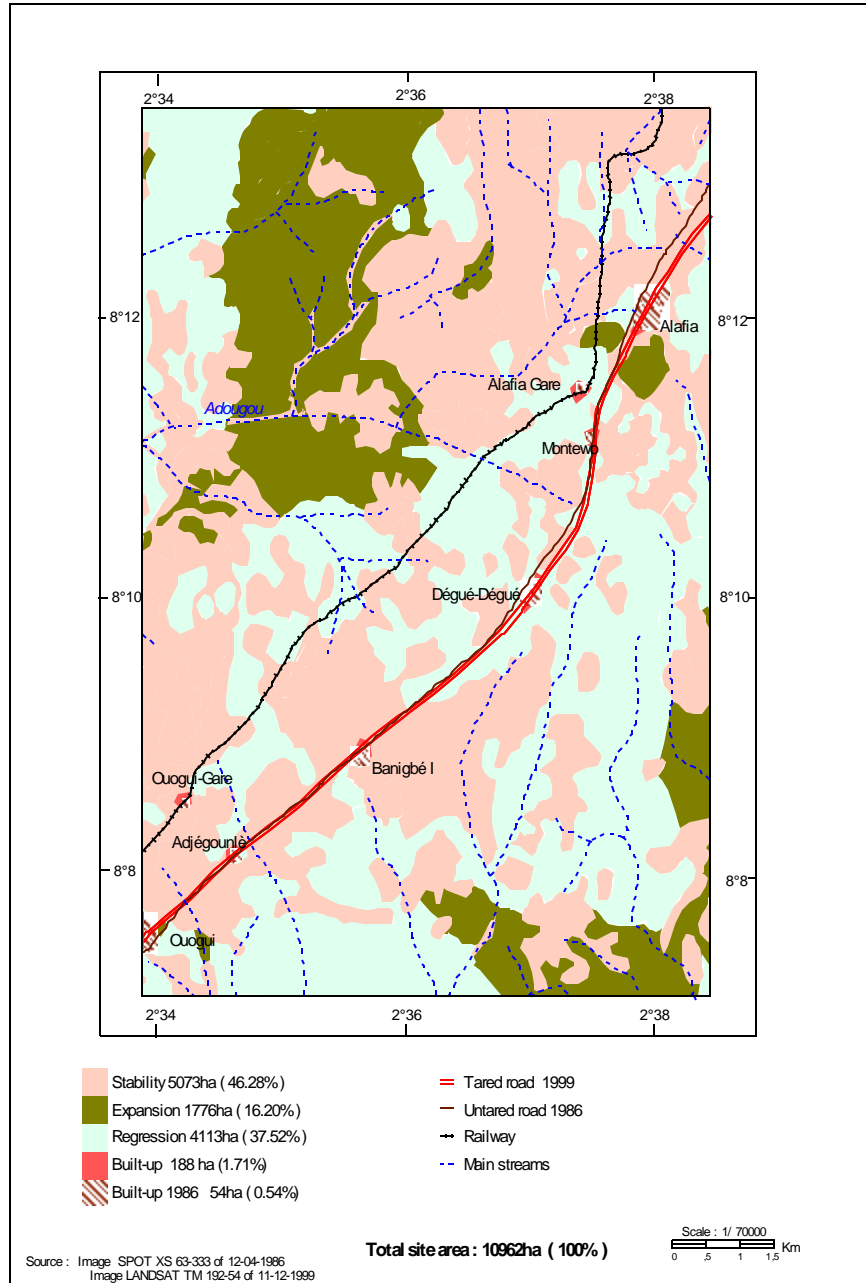 2°34 2°36 2°38
8°12 8°12
Alafia
Alafia Gare
Adougou
Montewo
Dégué-Dégué
8°10 8°10
Banigbé I
Ouogui-Gare
Adjégounlè
8°8 8°8
Ouogui
2°34 2°36 2°38
Stability 5073ha ( 46.28%)
Expansion 1776ha ( 16.20%)
Regression 4113ha ( 37.52%)
Built-up 188 ha (1.71%)
Built-up 1986 54ha ( 0.54%)
Tared road 1999
Untared road 1986
Railway
Main streams
Total site area : 10962ha ( 100% )
Scale : 1/ 70000
0 ,5 1 1,5 Km
Source : Image SPOT XS 63-333 of 12-04-1986
Image LANDSAT TM 192-54 of 11-12-1999